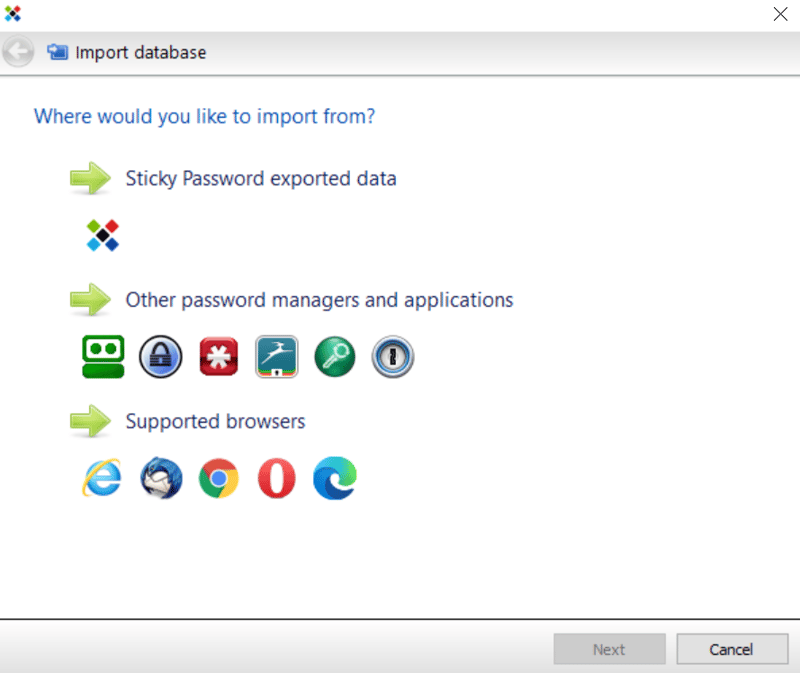 Import database
Where would you like to import from?
Sticky Password exported data
Other password managers and applications
Supported browsers
Next
Cancel